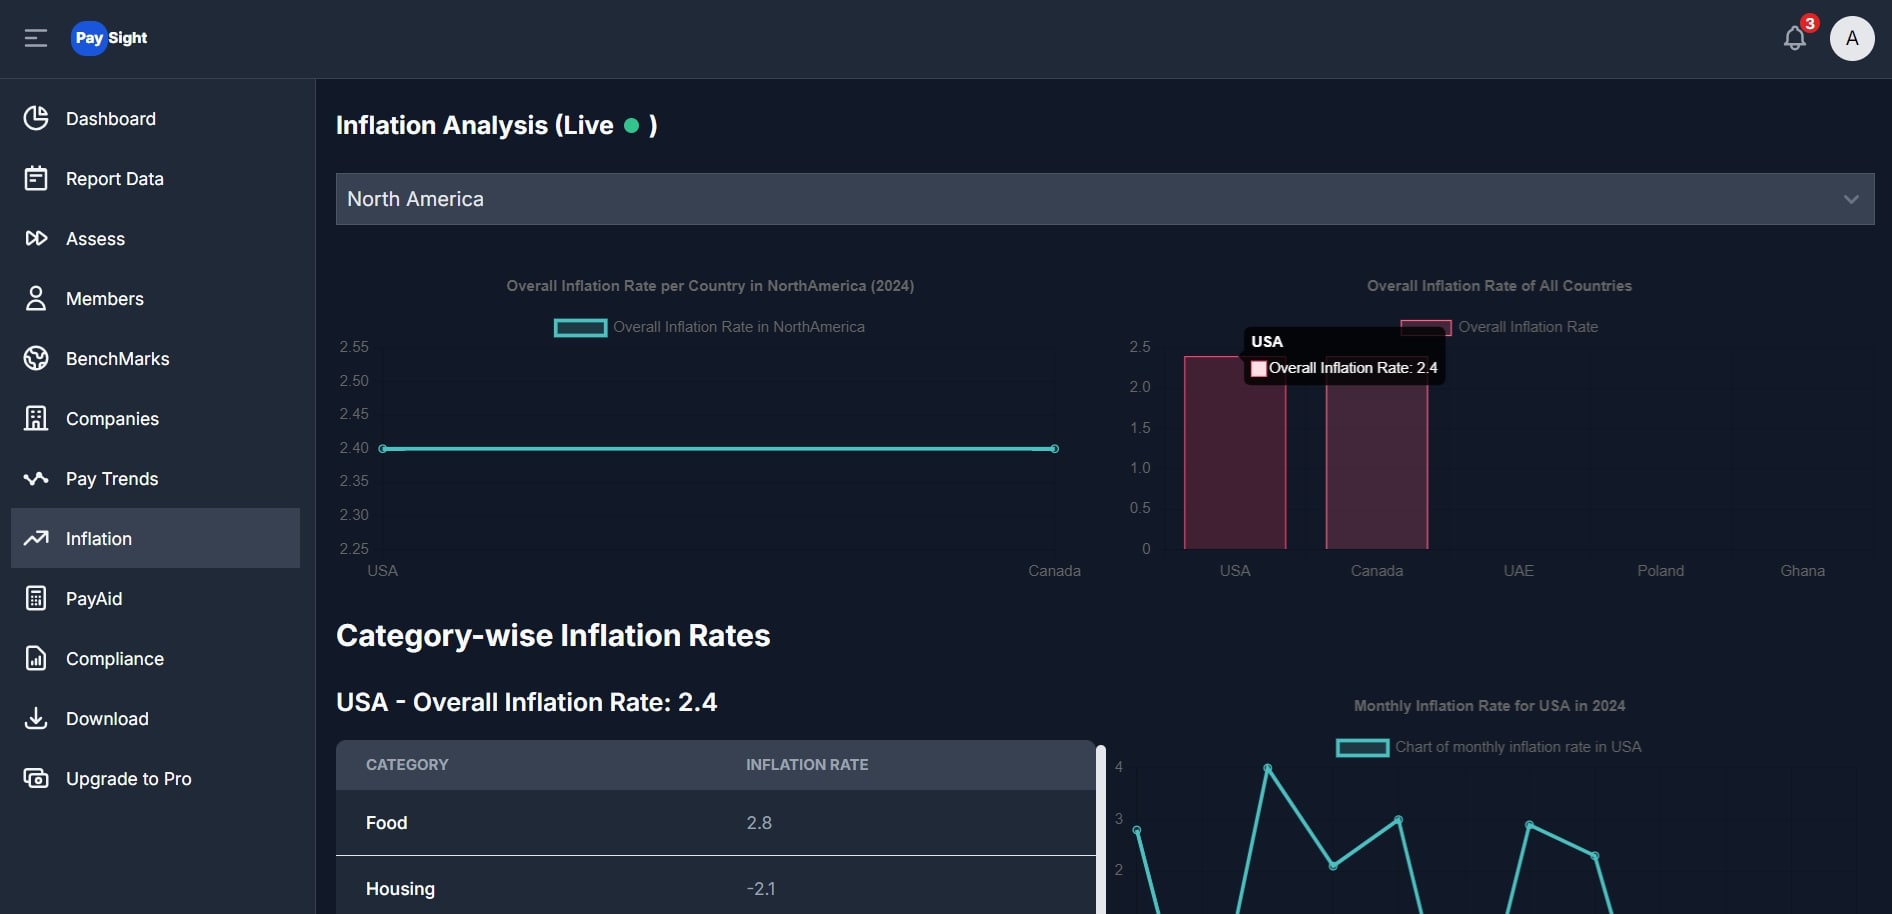 Pay Sight
3
A
Dashboard
Report Data
Assess
Members
BenchMarks
Companies
Pay Trends
Inflation
PayAid
Compliance
Download
Upgrade to Pro
Inflation Analysis (Live )
North America
Overall Inflation Rate per Country in NorthAmerica (2024)
Overall Inflation Rate in NorthAmerica
2.55
2.50
2.45
2.40
2.35
2.30
2.25
USA Canada
Overall Inflation Rate of All Countries
Overall Inflation Rate
USA
Overall Inflation Rate: 2.4
2.5
2.0
1.5
1.0
0.5
0
USA Canada UAE Poland Ghana
Category-wise Inflation Rates
USA - Overall Inflation Rate: 2.4
CATEGORY INFLATION RATE
Food 2.8
Housing -2.1
Monthly Inflation Rate for USA in 2024
Chart of monthly inflation rate in USA
4
3
2